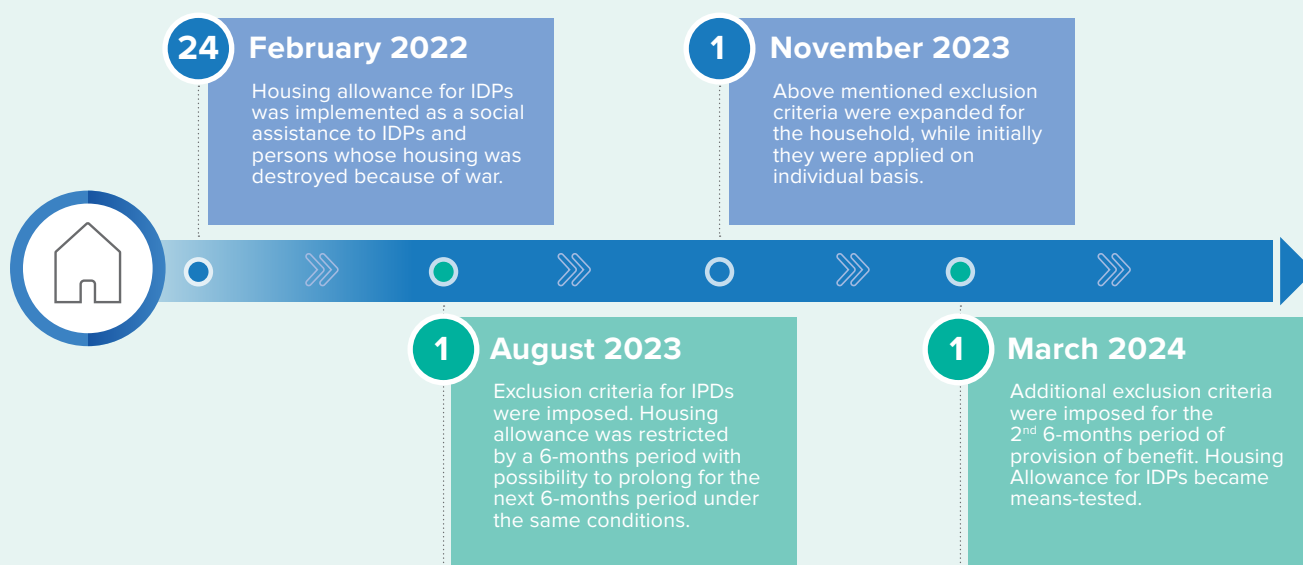 24 February 2022
Housing allowance for IDPs
was implemented as a social
assistance to IDPs and
persons whose housing was
destroyed because of war.
1 August 2023
Exclusion criteria for IPDs
were imposed. Housing
allowance was restricted
by a 6-months period with
possibility to prolong for the
next 6-months period under
the same conditions.
1 November 2023
Above mentioned exclusion
criteria were expanded for
the household, while initially
they were applied on
individual basis.
1 March 2024
Additional exclusion criteria
were imposed for the
2nd 6-months period of
provision of benefit. Housing
Allowance for IDPs became
means-tested.